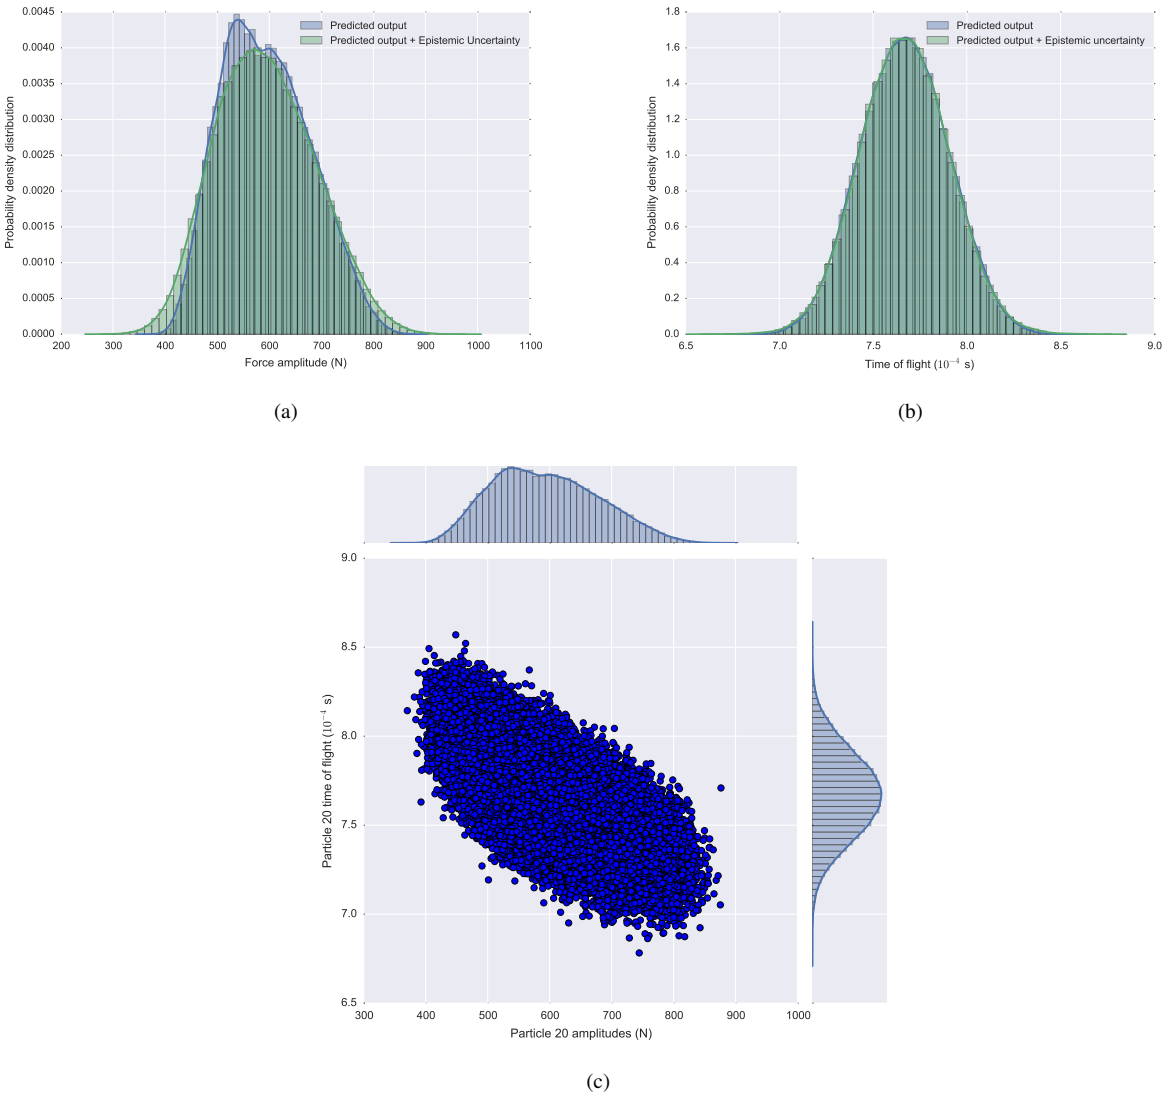 Predicted output
Predicted output + Epistemic Uncertainty
Probability density distribution
0.0045
0.0040
0.0035
0.0030
0.0025
0.0020
0.0015
0.0010
0.0005
0.0000
200 300 400 500 600 700 800 900 1000 1100
Force amplitude (N)
(a)
Predicted output
Predicted output + Epistemic uncertainty
Probability density distribution
1.8
1.6
1.4
1.2
1.0
0.8
0.6
0.4
0.2
0.0
6.5 7.0 7.5 8.0 8.5 9.0
Time of flight (10⁻⁴ s)
(b)
Particle 20 time of flight (10⁻⁴ s)
9.0
8.5
8.0
7.5
7.0
6.5
300 400 500 600 700 800 900 1000
Particle 20 amplitudes (N)
(c)